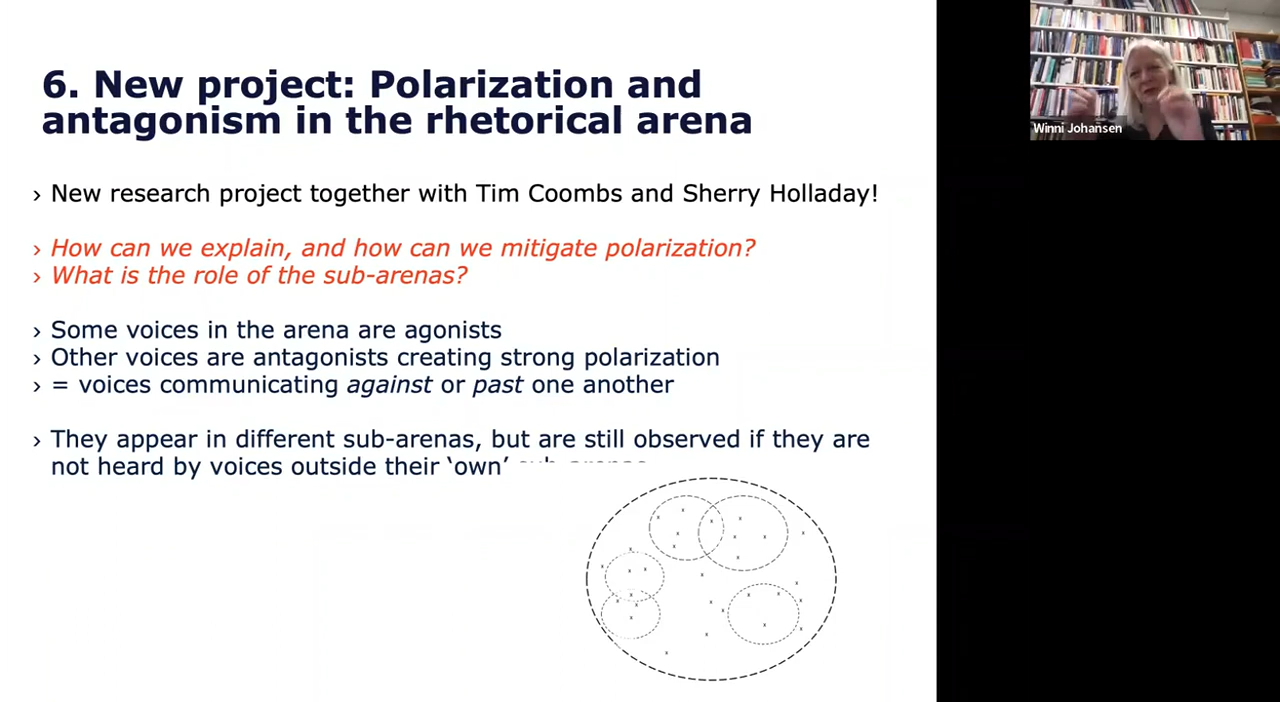 6. New project: Polarization and
antagonism in the rhetorical arena
Winni Johansen
› New research project together with Tim Coombs and Sherry Holladay!
› How can we explain, and how can we mitigate polarization?
› What is the role of the sub-arenas?
› Some voices in the arena are agonists
› Other voices are antagonists creating strong polarization
› = voices communicating against or past one another
› They appear in different sub-arenas, but are still observed if they are
not heard by voices outside their ‘own’
x